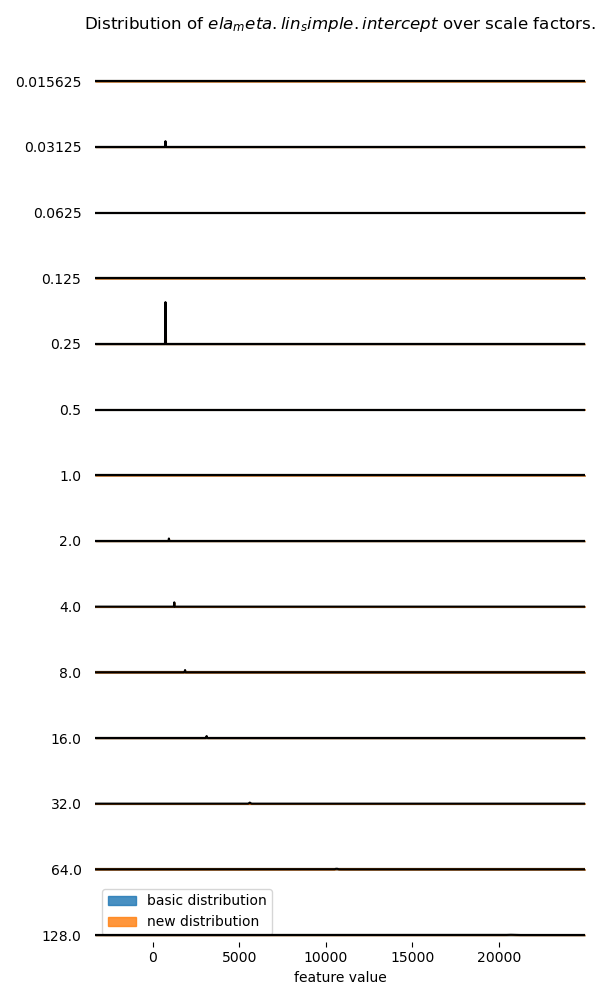 Distribution of elaₘeta.linₛimple.intercept over scale factors.
0.015625
0.03125
0.0625
0.125
0.25
0.5
1.0
2.0
4.0
8.0
16.0
32.0
64.0
128.0
basic distribution
new distribution
0 5000 10000 15000 20000
feature value